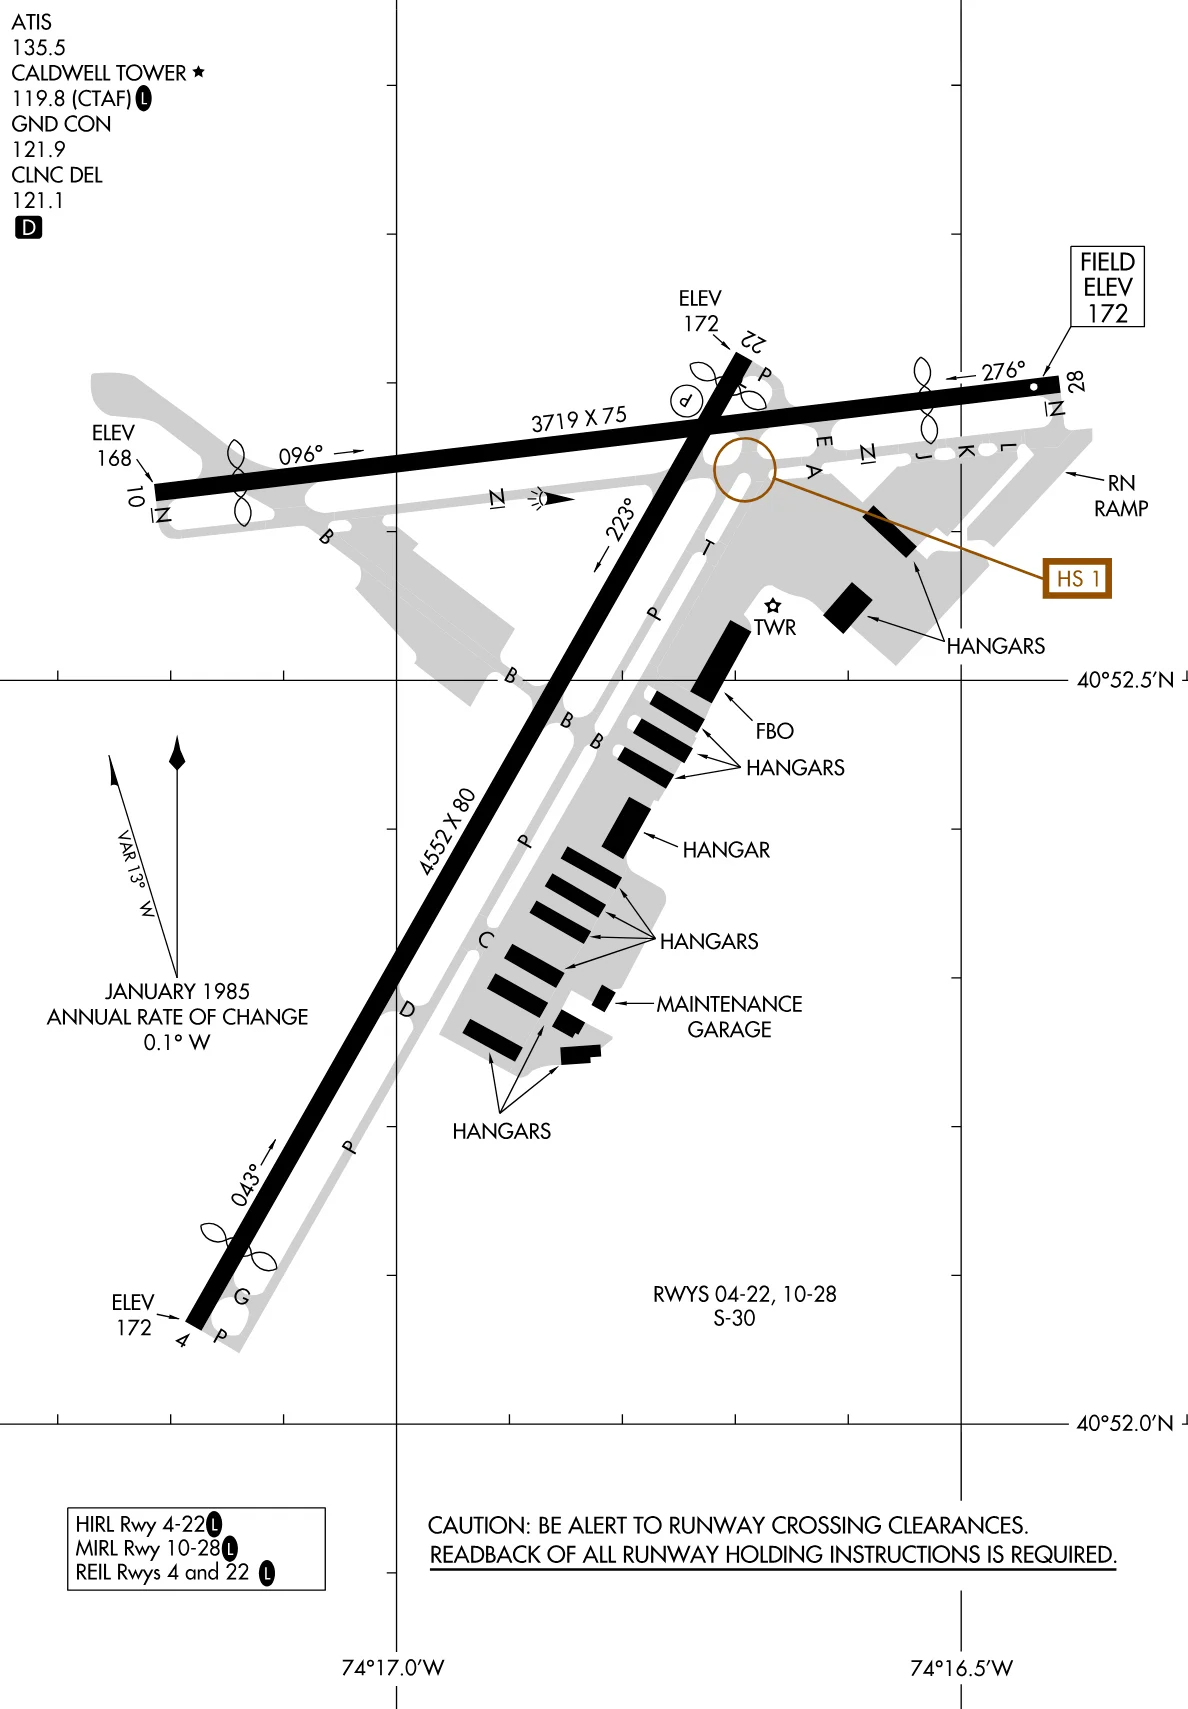 ATIS
135.5
CALDWELL TOWER
119.8 (CTAF) L
GND CON
121.9
CLNC DEL
121.1
D
FIELD
ELEV
172
ELEV
172
22
P
276°
28
N
3719 X 75
P
ELEV
168
096°
10
N
E
N
A
J
K
L
RN
RAMP
N
B
223°
T
HS 1
P
TWR
HANGARS
B
40°52.5'N
B
B
FBO
HANGARS
VAR 13° W
4552 X 80
P
HANGAR
C
HANGARS
JANUARY 1985
ANNUAL RATE OF CHANGE
0.1° W
D
MAINTENANCE
GARAGE
HANGARS
P
043°
G
ELEV
172
4
P
RWYS 04-22, 10-28
S-30
40°52.0'N
HIRL Rwy 4-22 L
MIRL Rwy 10-28 L
REIL Rwys 4 and 22 L
CAUTION: BE ALERT TO RUNWAY CROSSING CLEARANCES.
READBACK OF ALL RUNWAY HOLDING INSTRUCTIONS IS REQUIRED.
74°17.0'W
74°16.5'W